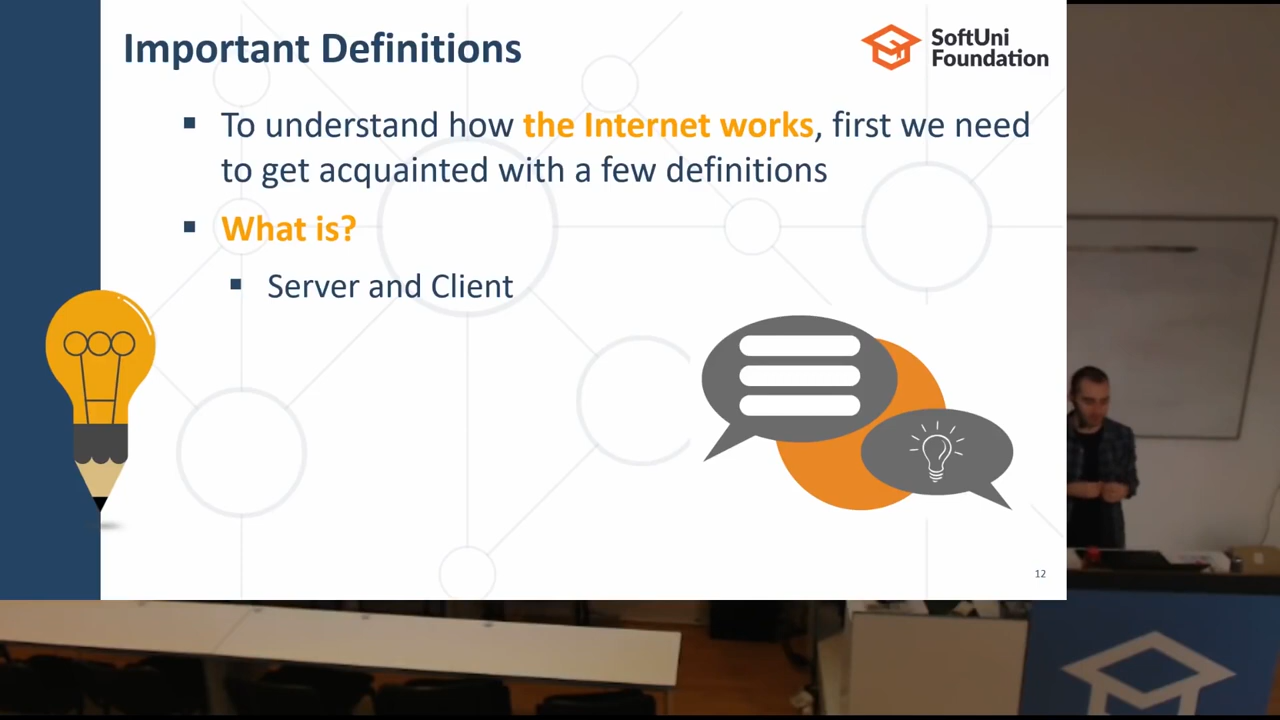 Important Definitions
SoftUni
Foundation
▪ To understand how the Internet works, first we need
to get acquainted with a few definitions
▪ What is?
▪ Server and Client
12